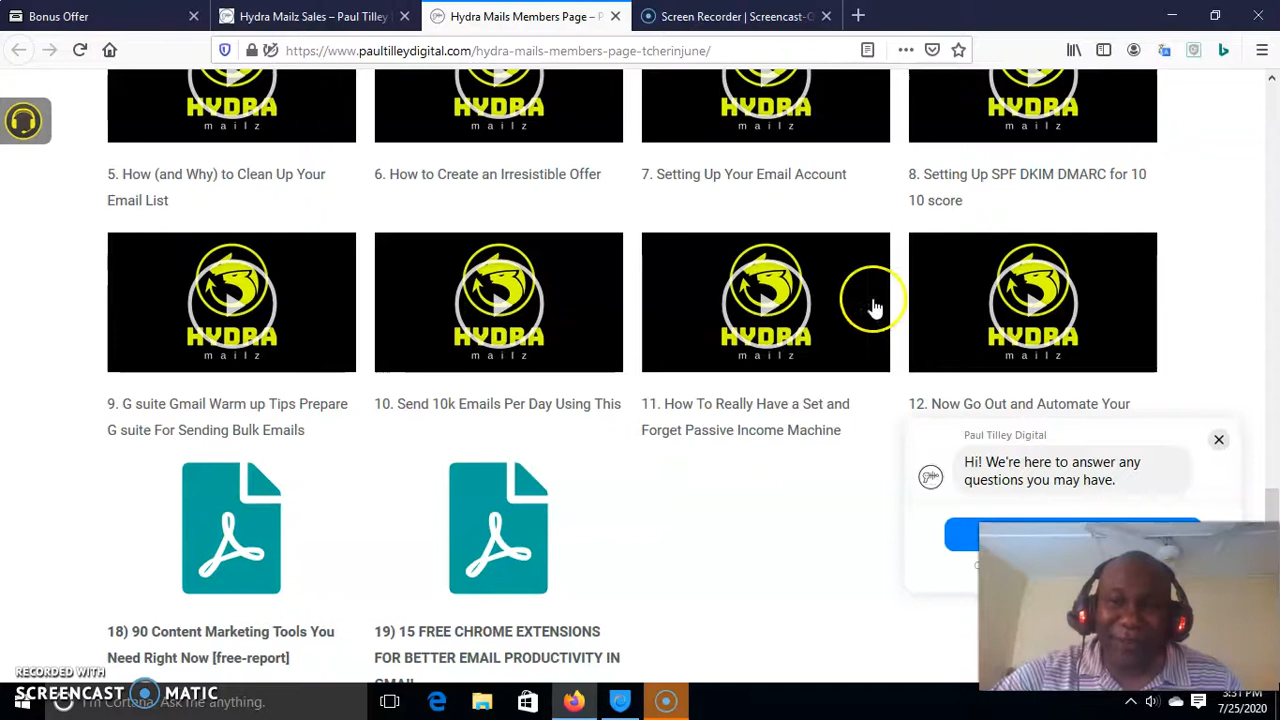 Bonus Offer
Hydra Mailz Sales – Paul Tilley
Hydra Mails Members Page – P
Screen Recorder | Screencast-O
https://www.paultilleydigital.com/hydra-mails-members-page-tcherinjune/
HYDRA HYDRA HYDRA HYDRA
mailz mailz mailz mailz
5. How (and Why) to Clean Up Your
Email List
6. How to Create an Irresistible Offer
7. Setting Up Your Email Account
8. Setting Up SPF DKIM DMARC for 10
10 score
HYDRA HYDRA HYDRA HYDRA
mailz mailz mailz mailz
9. G suite Gmail Warm up Tips Prepare
G suite For Sending Bulk Emails
10. Send 10k Emails Per Day Using This
11. How To Really Have a Set and
Forget Passive Income Machine
12. Now Go Out and Automate Your
Paul Tilley Digital
Hi! We're here to answer any
questions you may have.
18) 90 Content Marketing Tools You
Need Right Now [free-report]
19) 15 FREE CHROME EXTENSIONS
FOR BETTER EMAIL PRODUCTIVITY IN
GMAIL
RECORDED WITH
SCREENCAST MATIC
I'm Cortana. Ask me anything.
3:31 PM
7/25/2020